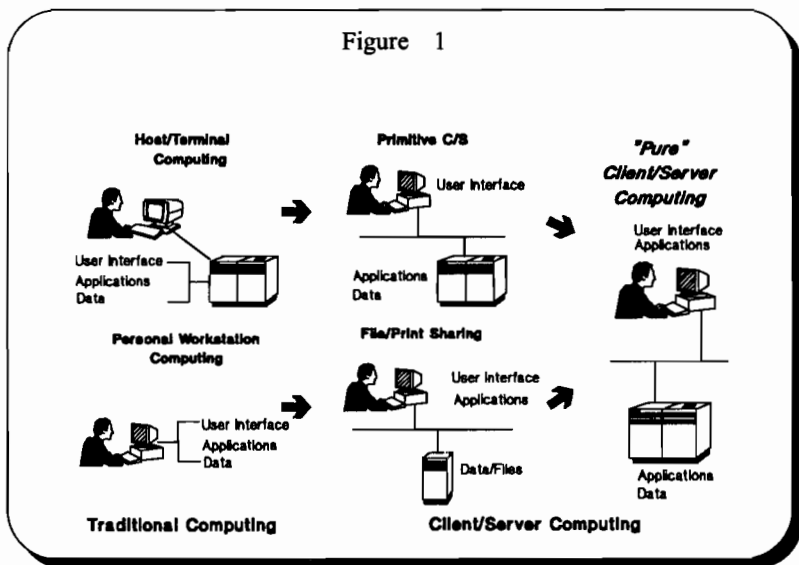 Figure 1
Host/Terminal
Computing
User Interface
Applications
Data
Primitive C/S
User Interface
Applications
Data
"Pure"
Client/Server
Computing
User Interface
Applications
Applications
Data
Personal Workstation
Computing
User Interface
Applications
Data
File/Print Sharing
User Interface
Applications
Data/Files
Traditional Computing
Client/Server Computing